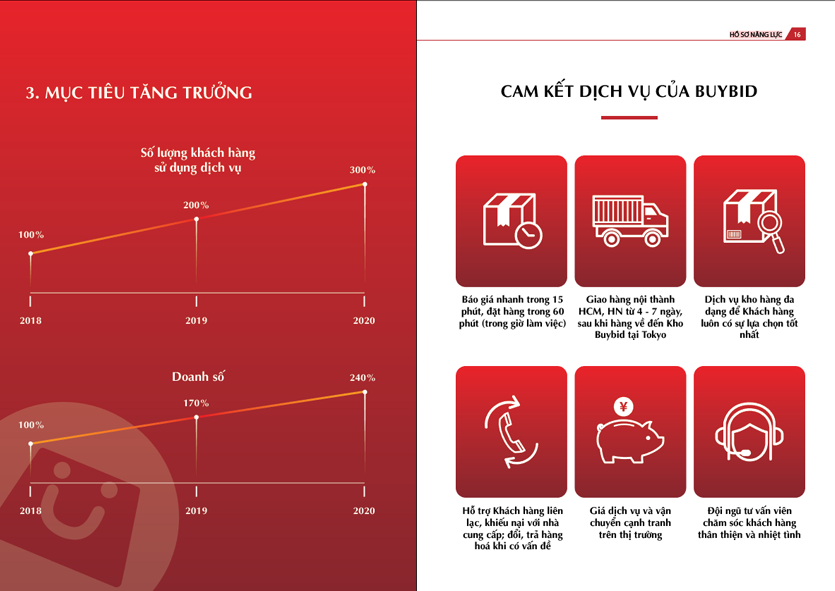 3. MỤC TIÊU TĂNG TRƯỞNG
Số lượng khách hàng
sử dụng dịch vụ
100%
200%
300%
2018
2019
2020
Doanh số
100%
170%
240%
2018
2019
2020
HỒ SƠ NĂNG LỰC 16
CAM KẾT DỊCH VỤ CỦA BUYBID
Báo giá nhanh trong 15
phút, đặt hàng trong 60
phút (trong giờ làm việc)
Giao hàng nội thành
HCM, HN từ 4 - 7 ngày,
sau khi hàng về đến Kho
Buybid tại Tokyo
Dịch vụ kho hàng đa
dạng để Khách hàng
luôn có sự lựa chọn tốt
nhất
¥
Hỗ trợ Khách hàng liên
lạc, khiếu nại với nhà
cung cấp; đổi, trả hàng
hoá khi có vấn đề
Giá dịch vụ và vận
chuyển cạnh tranh
trên thị trường
Đội ngũ tư vấn viên
chăm sóc khách hàng
thân thiện và nhiệt tình